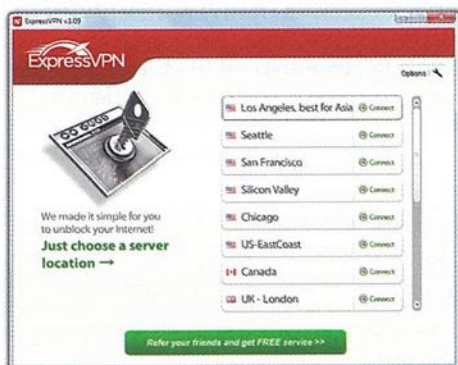 ExpressVPN v3.09
ExpressVPN
Options
Los Angeles, best for Asia Connect
Seattle Connect
San Francisco Connect
Silicon Valley Connect
Chicago Connect
US-EastCoast Connect
Canada Connect
UK - London Connect
We made it simple for you
to unblock your Internet!
Just choose a server
location →
Refer your friends and get FREE service >>